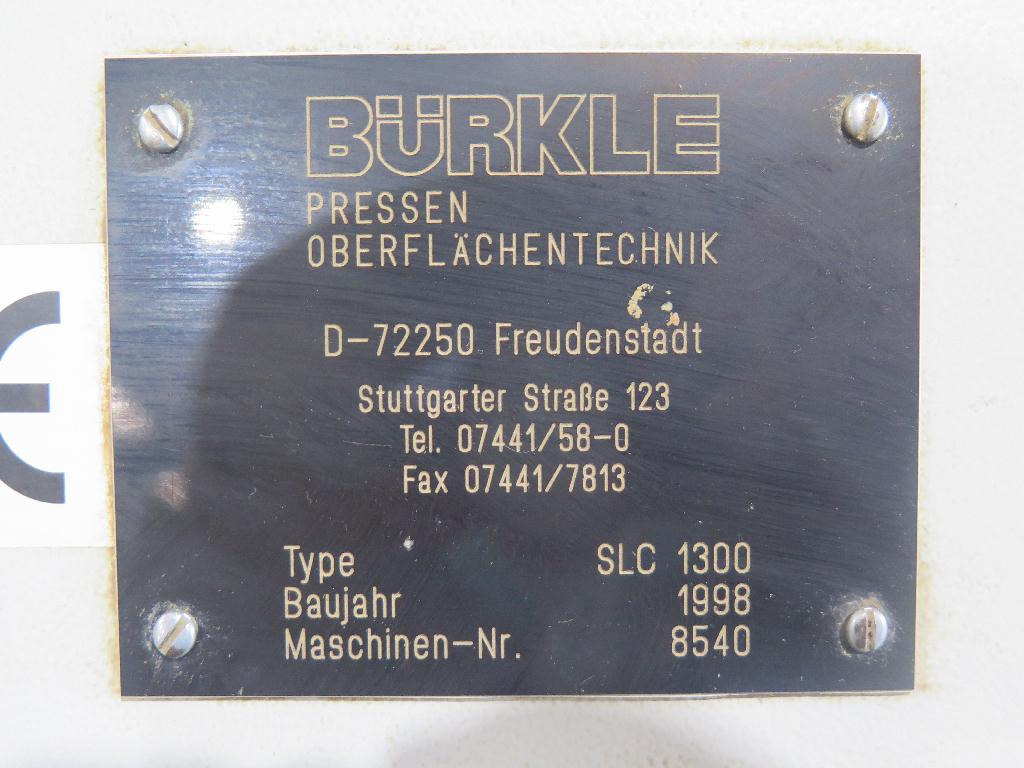 BÜRKLE
PRESSEN
OBERFLÄCHENTECHNIK
D-72250 Freudenstadt
Stuttgarter Straße 123
Tel. 07441/58-0
Fax 07441/7813
Type SLC 1300
Baujahr 1998
Maschinen-Nr. 8540